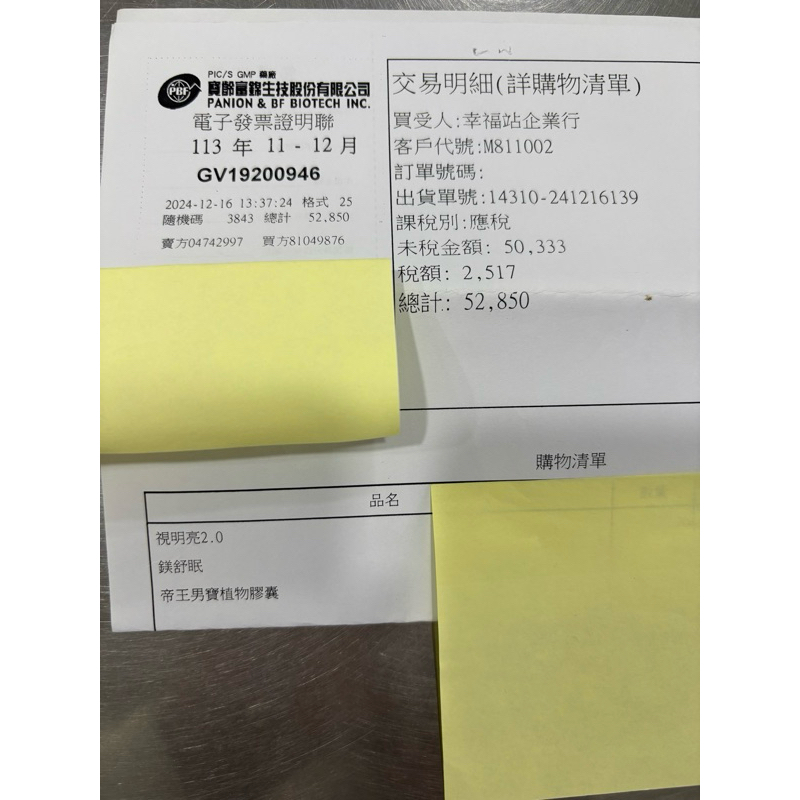 PIC/S GMP 藥廠
PBF
寶齡富錦生技股份有限公司
PANION & BF BIOTECH INC.
電子發票證明聯
113 年 11 - 12 月
GV19200946
2024-12-16 13:37:24 格式 25
隨機碼 3843 總計 52,850
賣方04742997 買方81049876
交易明細(詳購物清單)
買受人:幸福站企業行
客戶代號:M811002
訂單號碼:
出貨單號:14310-241216139
課稅別:應稅
未稅金額: 50,333
稅額: 2,517
總計: 52,850
購物清單
品名
視明亮2.0
鎂舒眠
帝王男寶植物膠囊